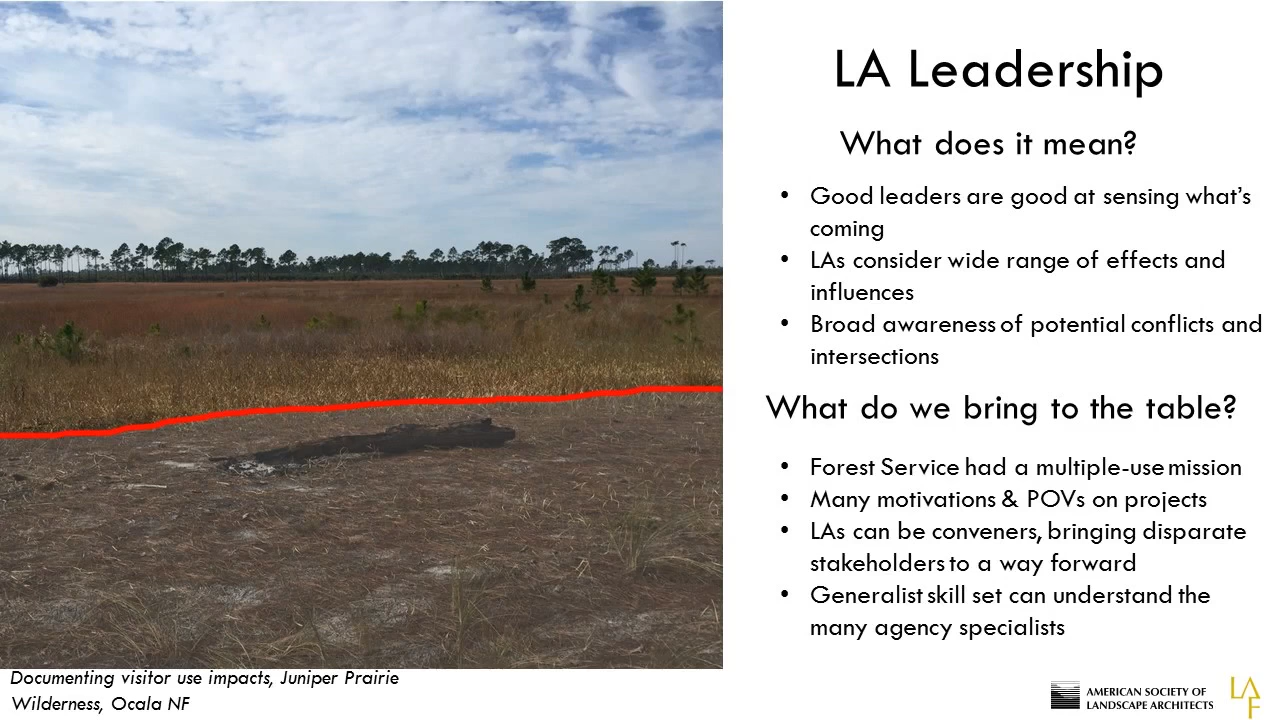 LA Leadership
What does it mean?
• Good leaders are good at sensing what's
coming
• LAs consider wide range of effects and
influences
• Broad awareness of potential conflicts and
intersections
What do we bring to the table?
• Forest Service had a multiple-use mission
• Many motivations & POVs on projects
• LAs can be conveners, bringing disparate
stakeholders to a way forward
• Generalist skill set can understand the
many agency specialists
Documenting visitor use impacts, Juniper Prairie
Wilderness, Ocala NF
AMERICAN SOCIETY OF
LANDSCAPE ARCHITECTS
LA
F